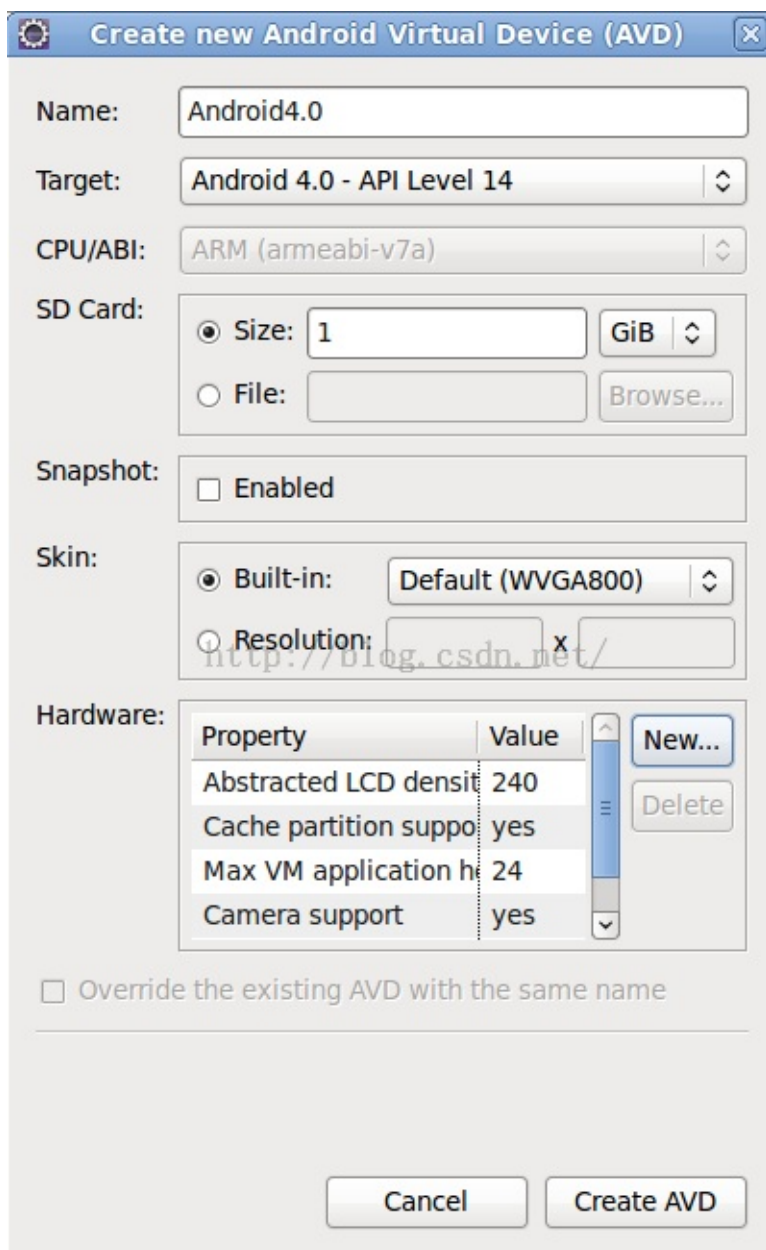 Create new Android Virtual Device (AVD)
Name: Android4.0
Target: Android 4.0 - API Level 14
CPU/ABI: ARM (armeabi-v7a)
SD Card:
Size: 1 GiB
File: Browse...
Snapshot:
Enabled
Skin:
Built-in: Default (WVGA800)
Resolution: x
http://blog.csdn.net/
Hardware:
Property Value New...
Abstracted LCD densit 240
Delete
Cache partition suppo yes
Max VM application h 24
Camera support yes
Override the existing AVD with the same name
Cancel Create AVD